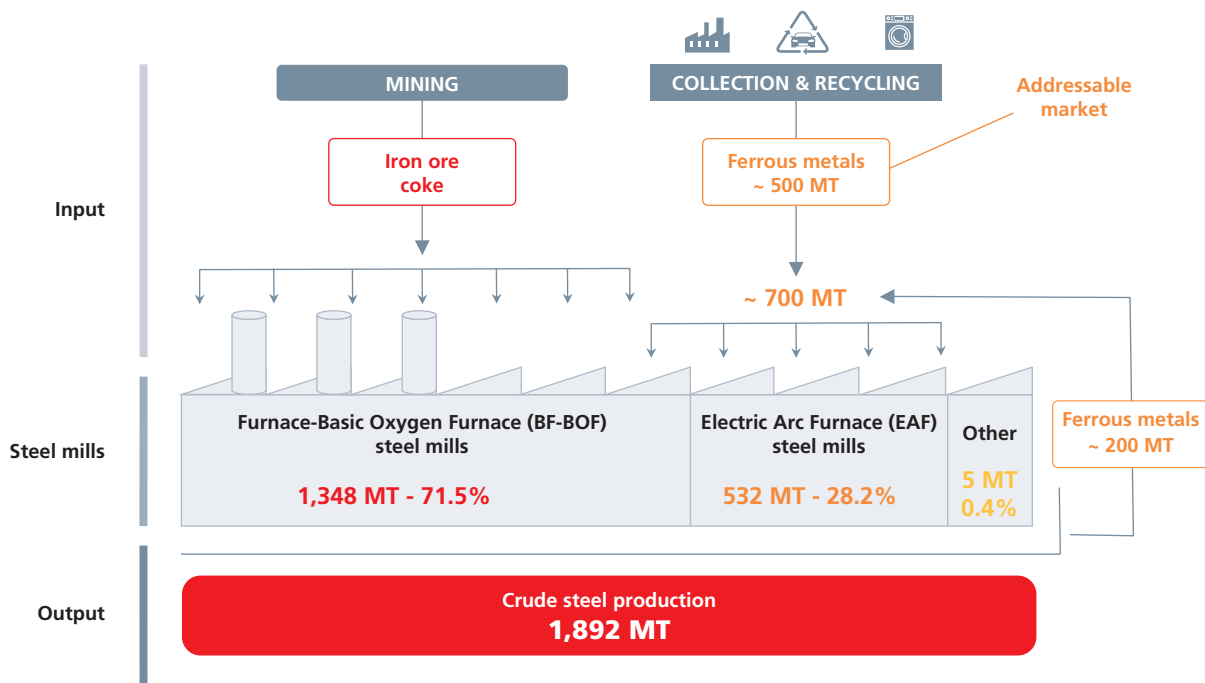 MINING
COLLECTION & RECYCLING
Addressable
market
Iron ore
coke
Ferrous metals
~ 500 MT
Input
~ 700 MT
Furnace-Basic Oxygen Furnace (BF-BOF)
steel mills
1,348 MT - 71.5%
Electric Arc Furnace (EAF)
steel mills
532 MT - 28.2%
Other
5 MT
0.4%
Ferrous metals
~ 200 MT
Steel mills
Output
Crude steel production
1,892 MT